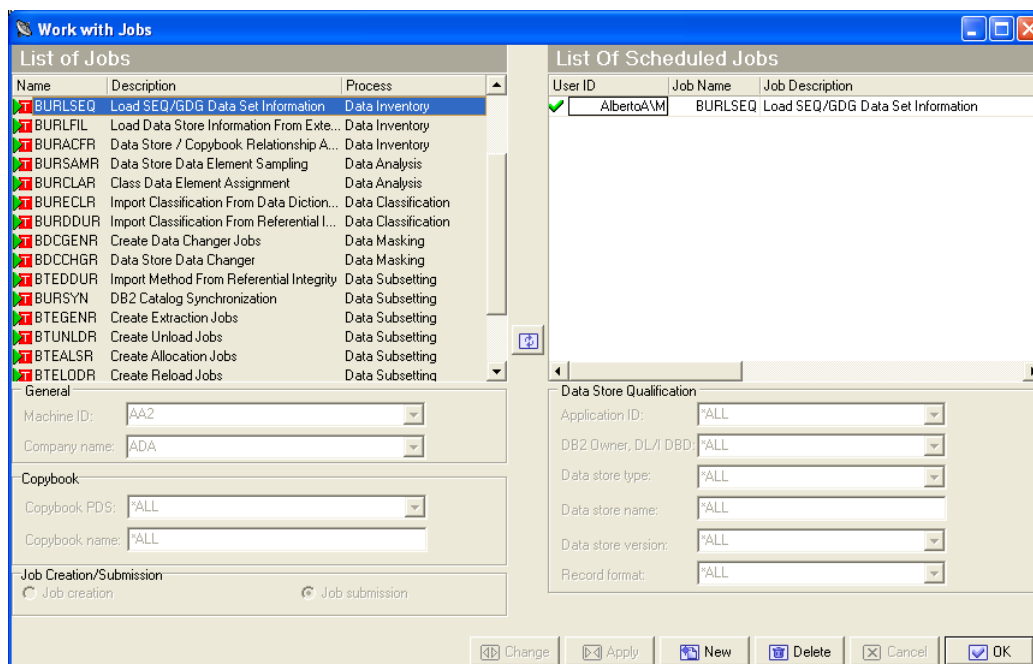 Work with Jobs
List of Jobs
Name Description Process
BURLSEQ Load SEQ/GDG Data Set Information Data Inventory
BURLFIL Load Data Store Information From Exte... Data Inventory
BURACFR Data Store / Copybook Relationship A... Data Inventory
BURSAMR Data Store Data Element Sampling Data Analysis
BURCLAR Class Data Element Assignment Data Analysis
BURECLR Import Classification From Data Diction... Data Classification
BURDDUR Import Classification From Referential I... Data Classification
BDCGENR Create Data Changer Jobs Data Masking
BDCCHGR Data Store Data Changer Data Masking
BTEDDUR Import Method From Referential Integrity Data Subsetting
BURSYN DB2 Catalog Synchronization Data Subsetting
BTEGENR Create Extraction Jobs Data Subsetting
BTUNLDR Create Unload Jobs Data Subsetting
BTEALSR Create Allocation Jobs Data Subsetting
BTELODR Create Reload Jobs Data Subsetting
List Of Scheduled Jobs
User ID Job Name Job Description
AlbertoA\M BURLSEQ Load SEQ/GDG Data Set Information
General
Machine ID: AA2
Company name: ADA
Copybook
Copybook PDS: *ALL
Copybook name: *ALL
Job Creation/Submission
Job creation Job submission
Data Store Qualification
Application ID: *ALL
DB2 Owner, DL/I DBD: *ALL
Data store type: *ALL
Data store name: *ALL
Data store version: *ALL
Record format: *ALL
Change Apply New Delete Cancel OK